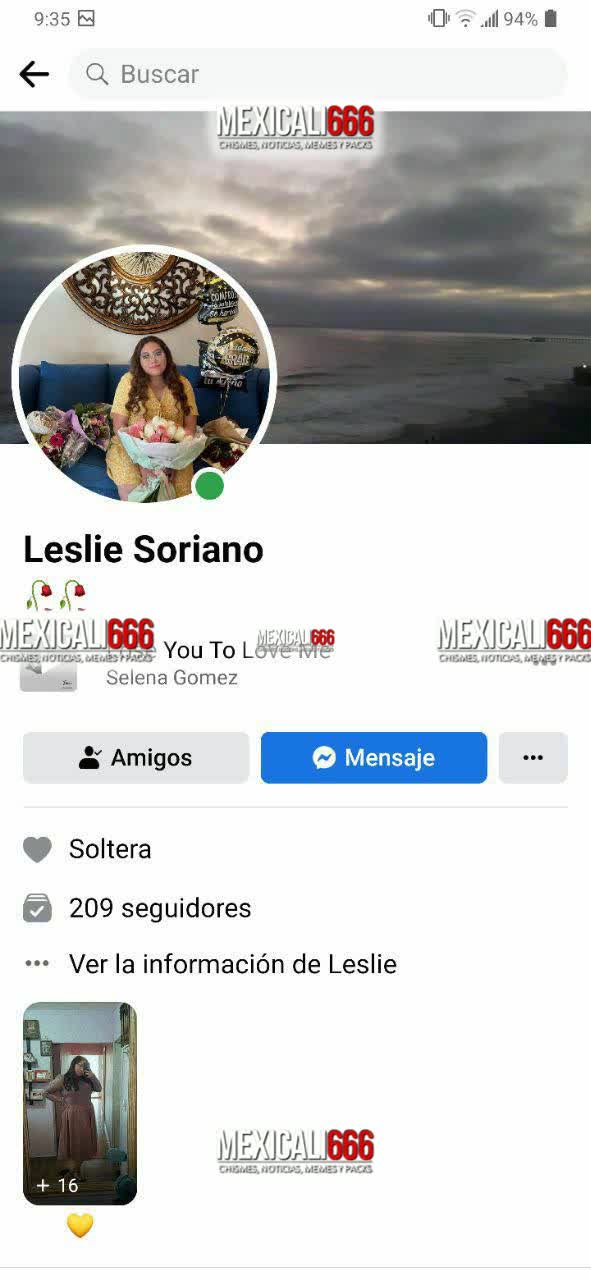 9:35 94%
Buscar
MEXICALI666
CHISMES, NOTICIAS, MEMES Y PACKS
Leslie Soriano
MEXICALI666
CHISMES, NOTICIAS, MEMES Y PACKS
MEXICALI666
MEXICALI666
CHISMES, NOTICIAS, MEMES Y PACKS
You To Love Me
Selena Gomez
Amigos
Mensaje
Soltera
209 seguidores
Ver la información de Leslie
+ 16
MEXICALI666
CHISMES, NOTICIAS, MEMES Y PACKS